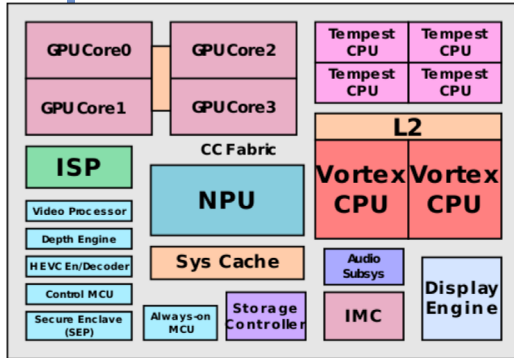 GPUCore0
GPUCore2
GPUCore1
GPUCore3
Tempest
CPU
Tempest
CPU
Tempest
CPU
Tempest
CPU
L2
Vortex
CPU
Vortex
CPU
CC Fabric
ISP
NPU
Video Processor
Depth Engine
HEVC En/Decoder
Control MCU
Secure Enclave
(SEP)
Sys Cache
Always-on
MCU
Storage
Controller
Audio
Subsys
IMC
Display
Engine